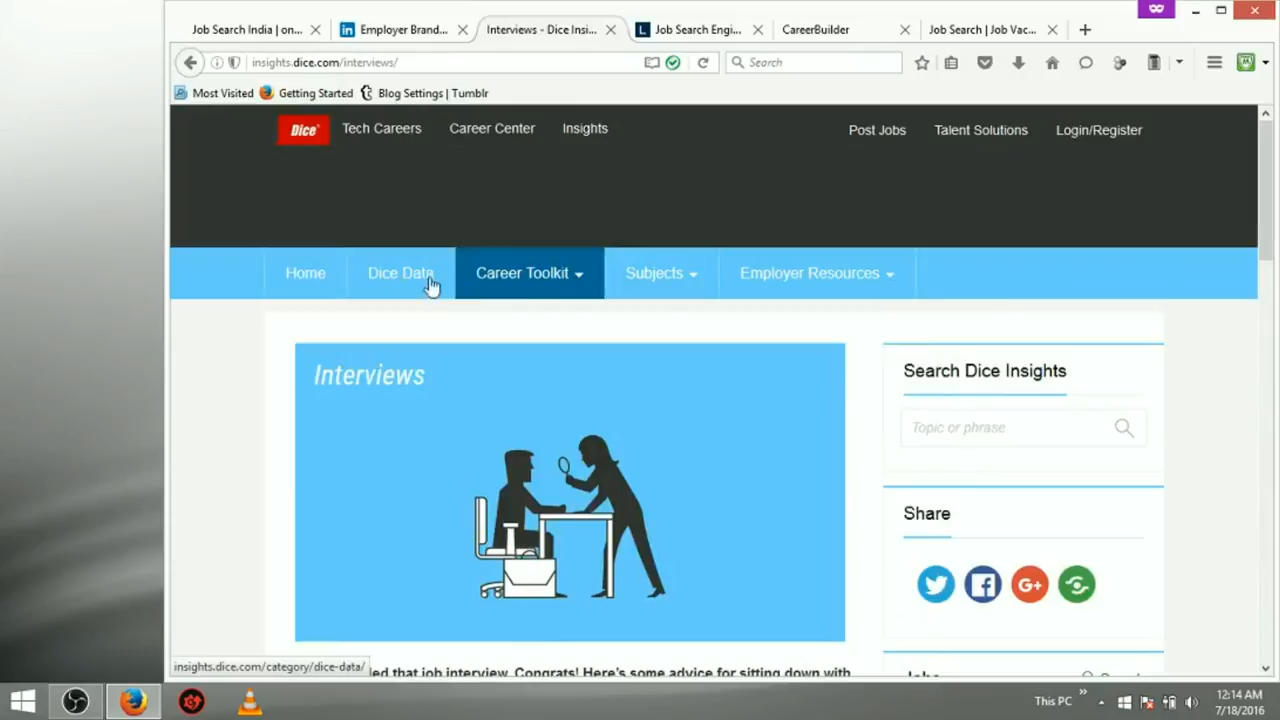 Job Search India | on...
Employer Brand...
Interviews - Dice Insi...
Job Search Engi...
CareerBuilder
Job Search | Job Vac...
insights.dice.com/interviews/
Search
Most Visited
Getting Started
Blog Settings | Tumblr
Dice
Tech Careers
Career Center
Insights
Post Jobs
Talent Solutions
Login/Register
Home
Dice Data
Career Toolkit
Subjects
Employer Resources
Interviews
Search Dice Insights
Topic or phrase
Share
insights.dice.com/category/dice-data/
led that job interview. Congrats! Here's some advice for sitting down with
This PC
12:14 AM
7/18/2016